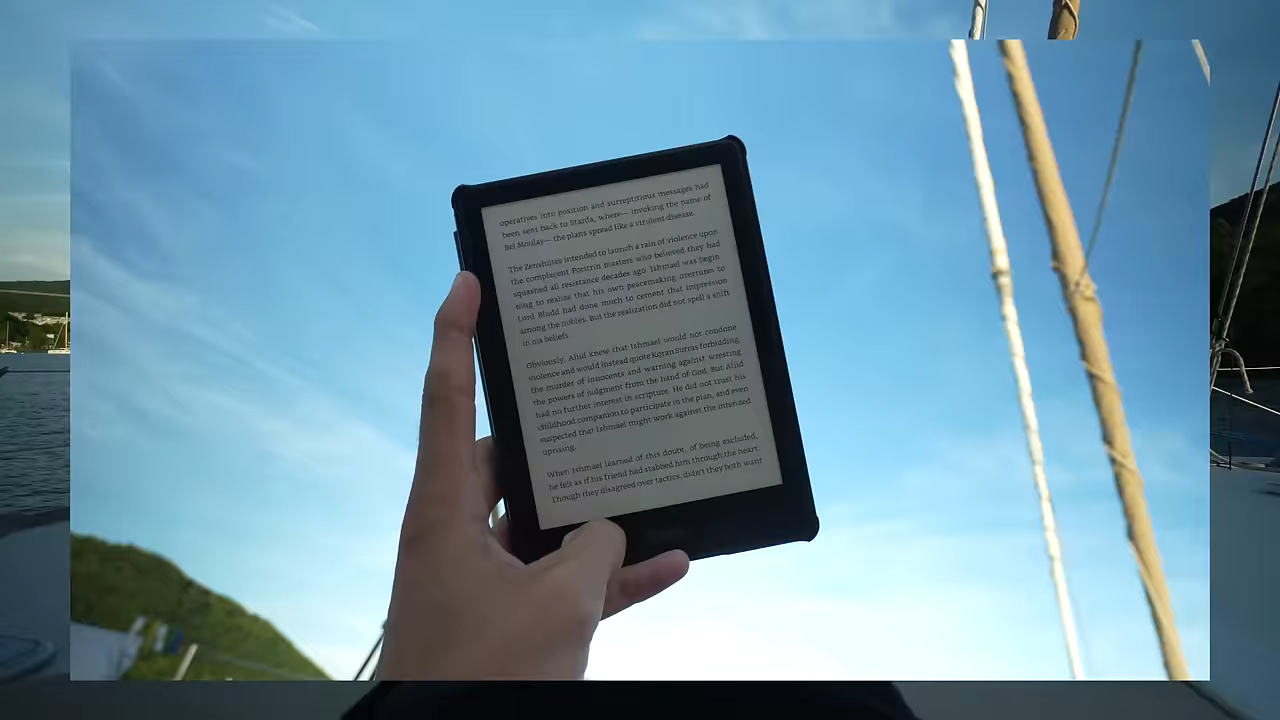 operatives into position and surreptitious messages had
been sent back to Starda, where— invoking the name of
Bel Moulay— the plans spread like a virulent disease.
The Zenshiites intended to launch a rain of violence upon
the complacent Poritrin masters who believed they had
squashed all resistance decades ago. Ishmael was begin
ning to realize that his own peacemaking overtures to
Lord Bludd had done much to cement that impression
among the nobles. But the realization did not spell a shift
in his beliefs.
Obviously, Aliid knew that Ishmael would not condone
violence and would instead quote Koran Sutras forbidding
the murder of innocents and warning against wresting
the powers of judgment from the hand of God. But Aliid
had no further interest in scripture. He did not trust his
childhood companion to participate in the plan, and even
suspected that Ishmael might work against the intended
uprising.
When Ishmael learned of this doubt, of being excluded,
he felt as if his friend had stabbed him through the heart.
Though they disagreed over tactics, didn't they both want